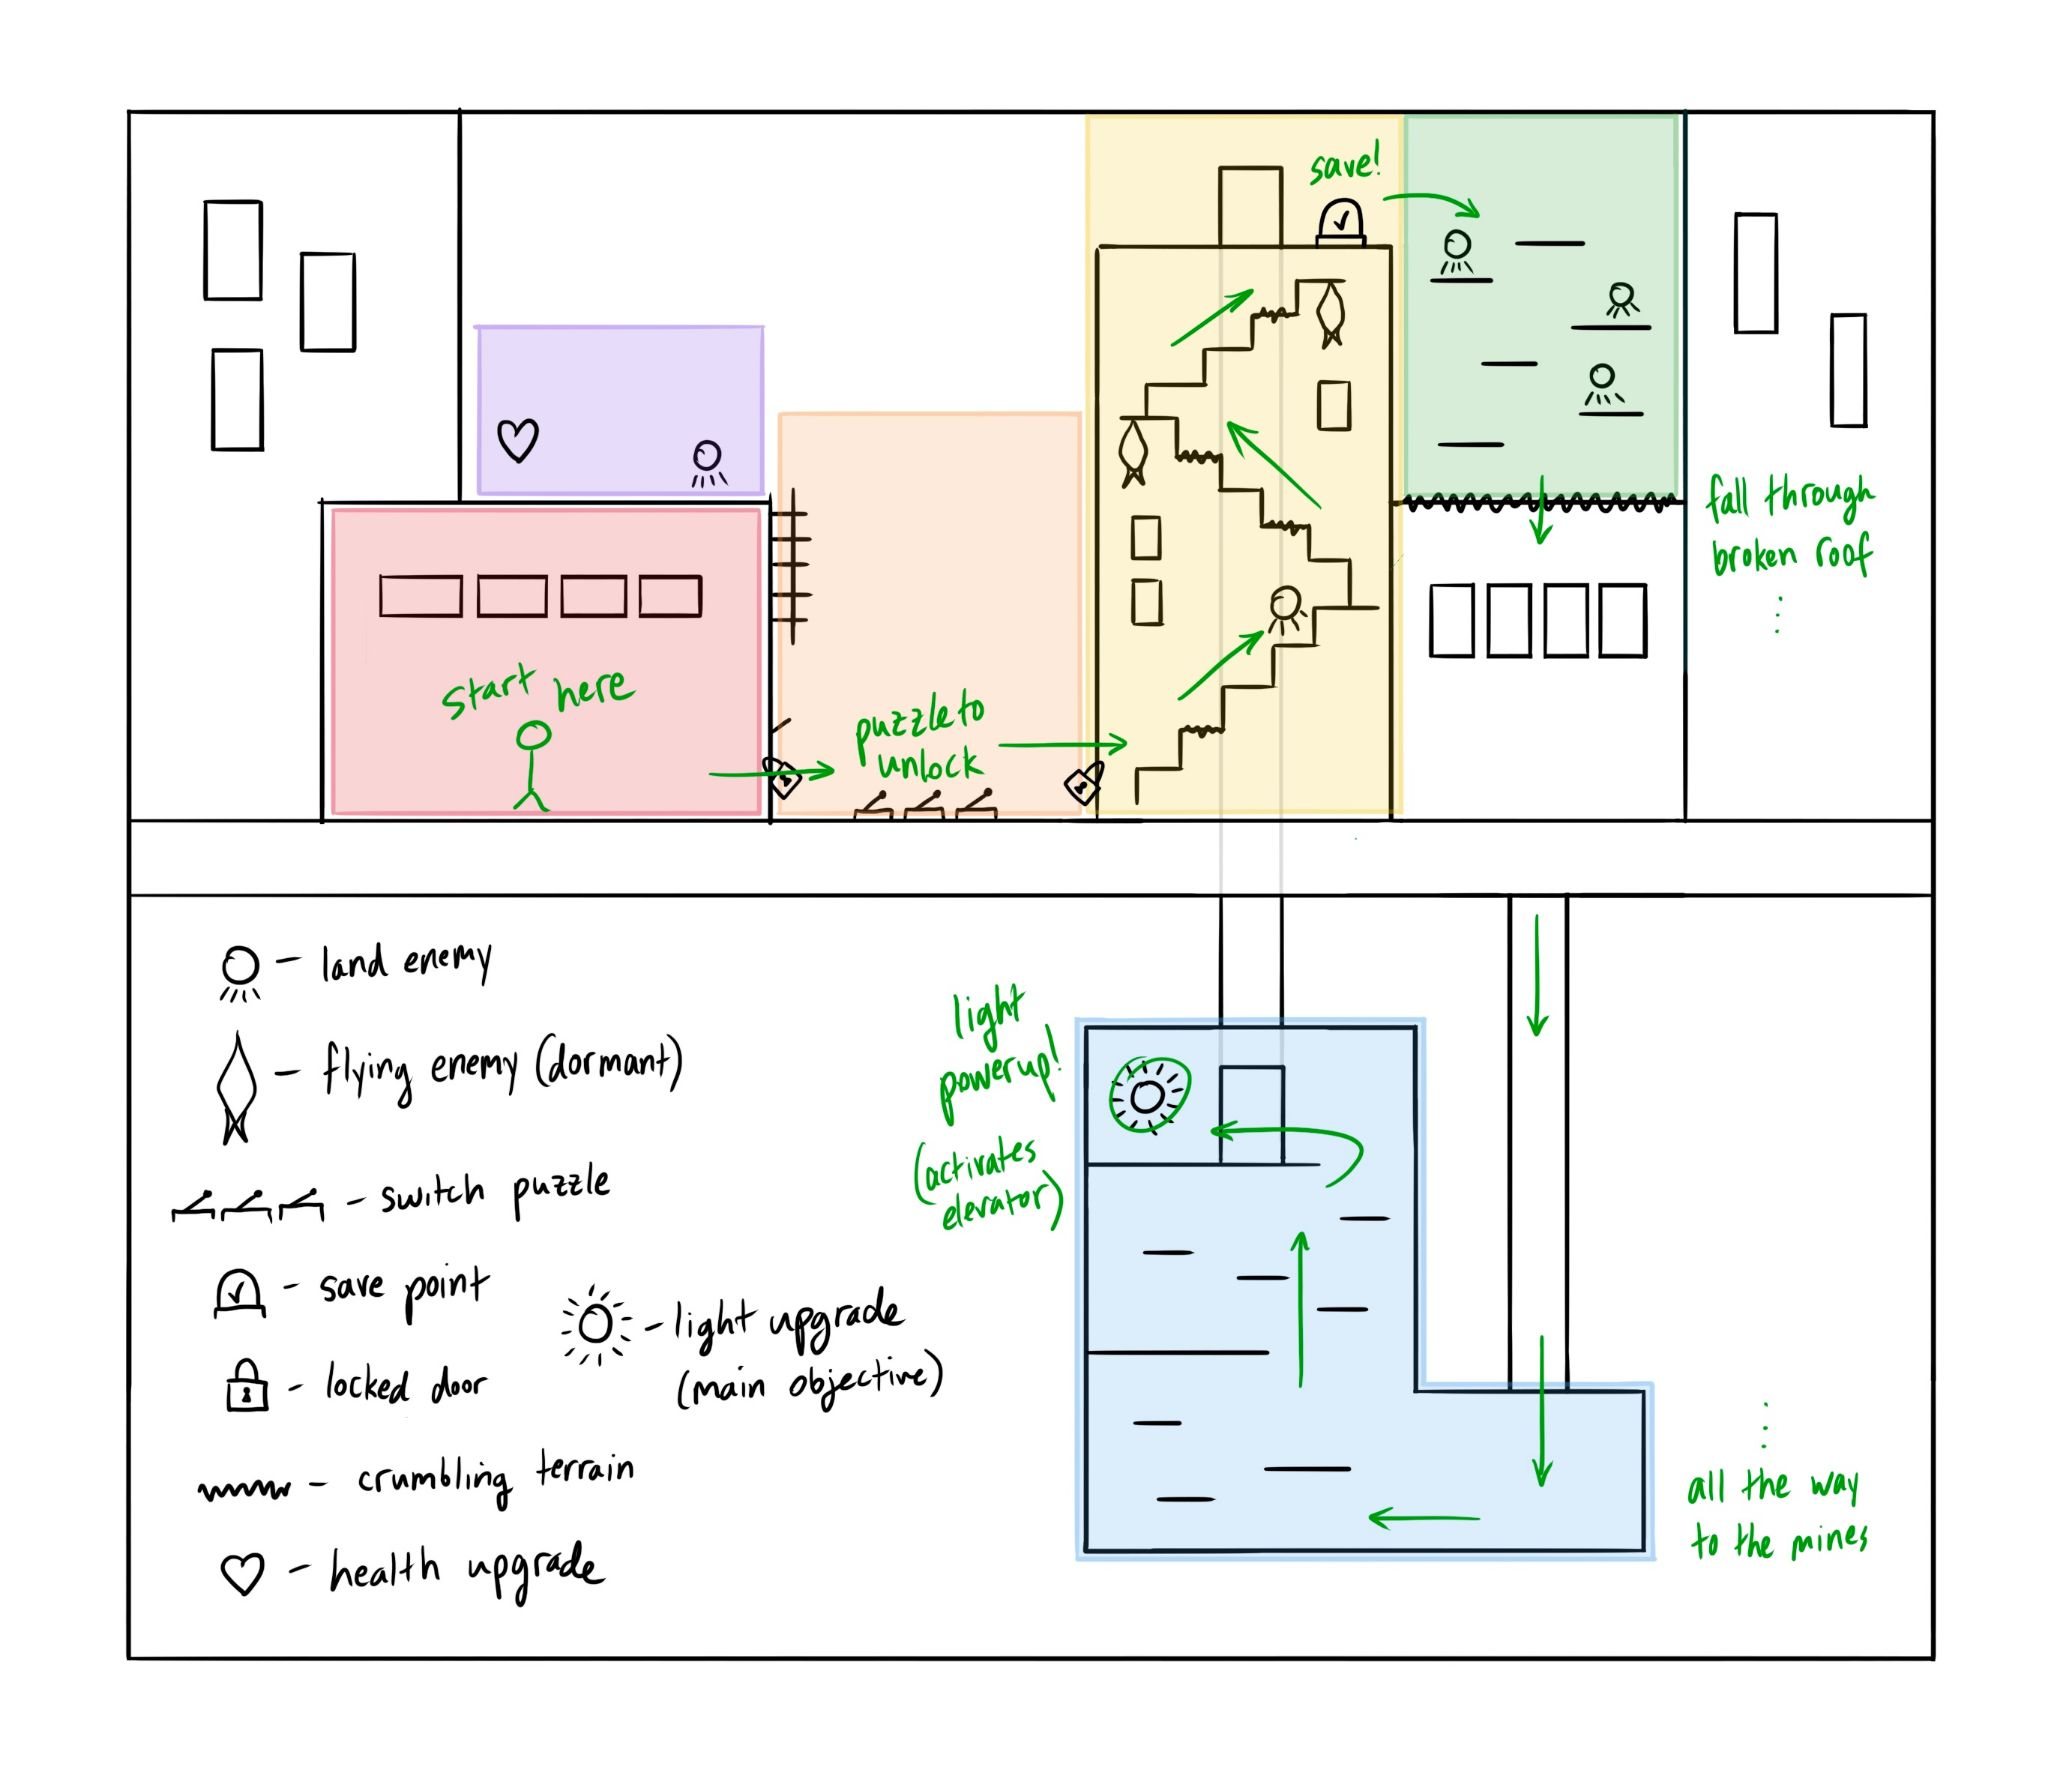 save!
fall through
broken roof
start here
puzzle to
unlock
light
powerup!
(activates
elevator)
land enemy
flying enemy (dormant)
switch puzzle
save point
locked door
crumbling terrain
health upgrade
light upgrade
(main objective)
all the way
to the mines